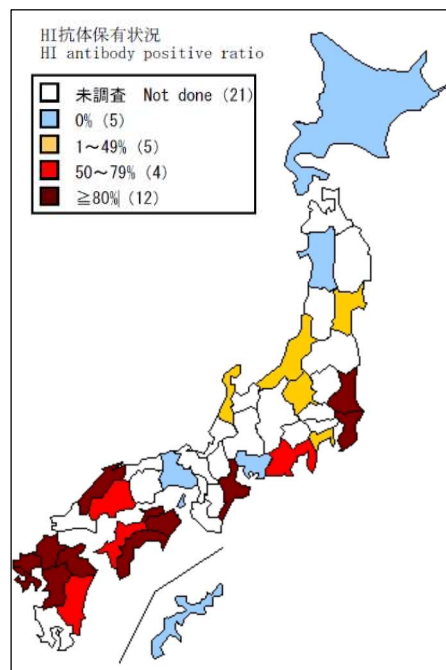 HI抗体保有状況
HI antibody positive ratio
未調査 Not done (21)
0% (5)
1～49% (5)
50～79% (4)
≧80% (12)